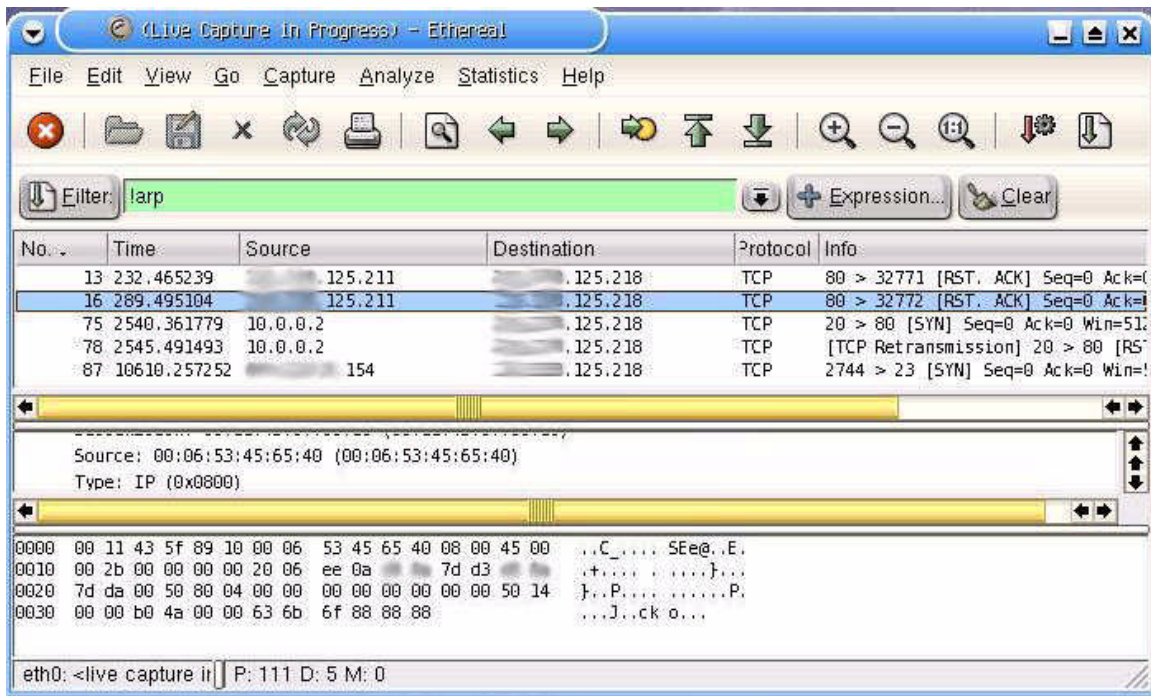 (Live Capture in Progress) - Ethereal
File Edit View Go Capture Analyze Statistics Help
Filter: !arp Expression... Clear
No. Time Source Destination Protocol Info
13 232.465239 .125.211 .125.218 TCP 80 > 32771 [RST. ACK] Seq=0 Ack=
16 289.495104 125.211 .125.218 TCP 80 > 32772 [RST. ACK] Seq=0 Ack=
75 2540.361779 10.0.0.2 .125.218 TCP 20 > 80 [SYN] Seq=0 Ack=0 Win=512
78 2545.491493 10.0.0.2 .125.218 TCP [TCP Retransmission] 20 > 80 [RST
87 10610.257252 154 .125.218 TCP 2744 > 23 [SYN] Seq=0 Ack=0 Win=
Source: 00:06:53:45:65:40 (00:06:53:45:65:40)
Type: IP (0x0800)
0000 00 11 43 5f 89 10 00 06 53 45 65 40 08 00 45 00 ..C_.... SEe@..E.
0010 00 2b 00 00 00 00 20 06 ee 0a 7d d3 .+.... . ....}...
0020 7d da 00 50 80 04 00 00 00 00 00 00 00 00 50 14 }..P.... ......P.
0030 00 00 b0 4a 00 00 63 6b 6f 88 88 88 ...J..ck o...
eth0: <live capture in P: 111 D: 5 M: 0